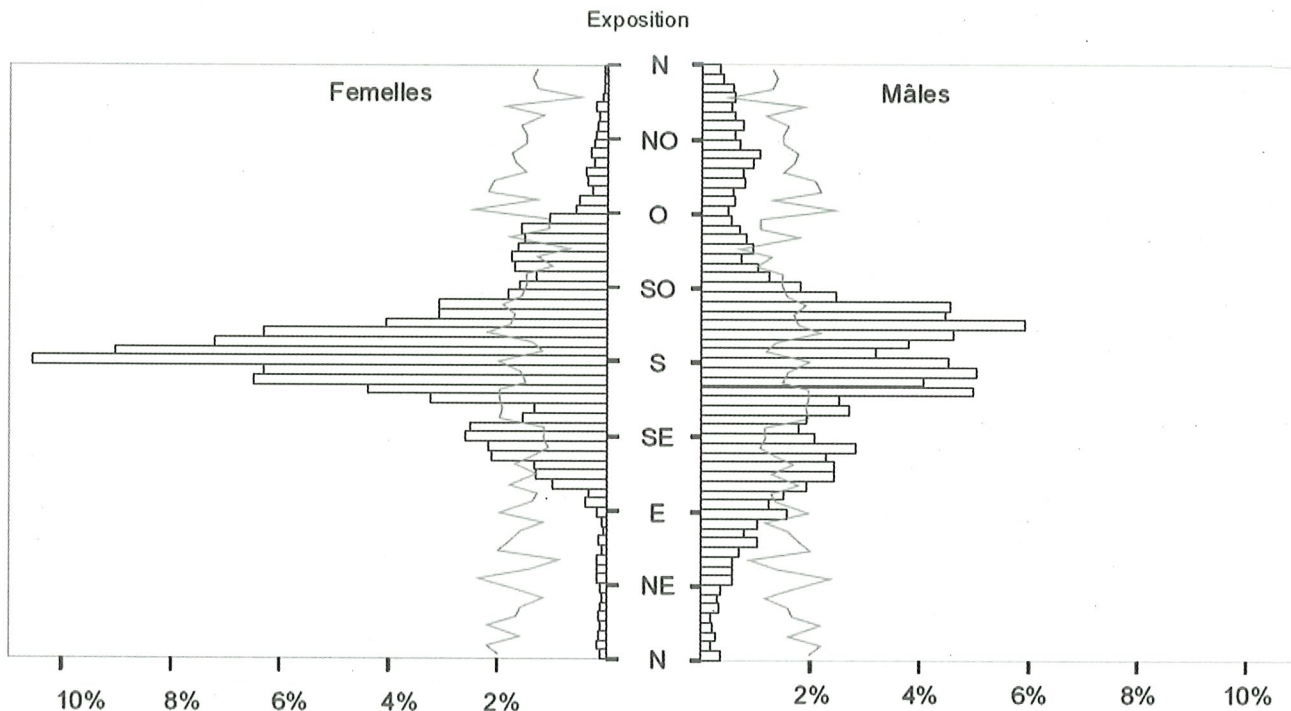 Exposition
Femelles
Mâles
N
NO
O
SO
S
SE
E
NE
N
10% 8% 6% 4% 2% 2% 4% 6% 8% 10%